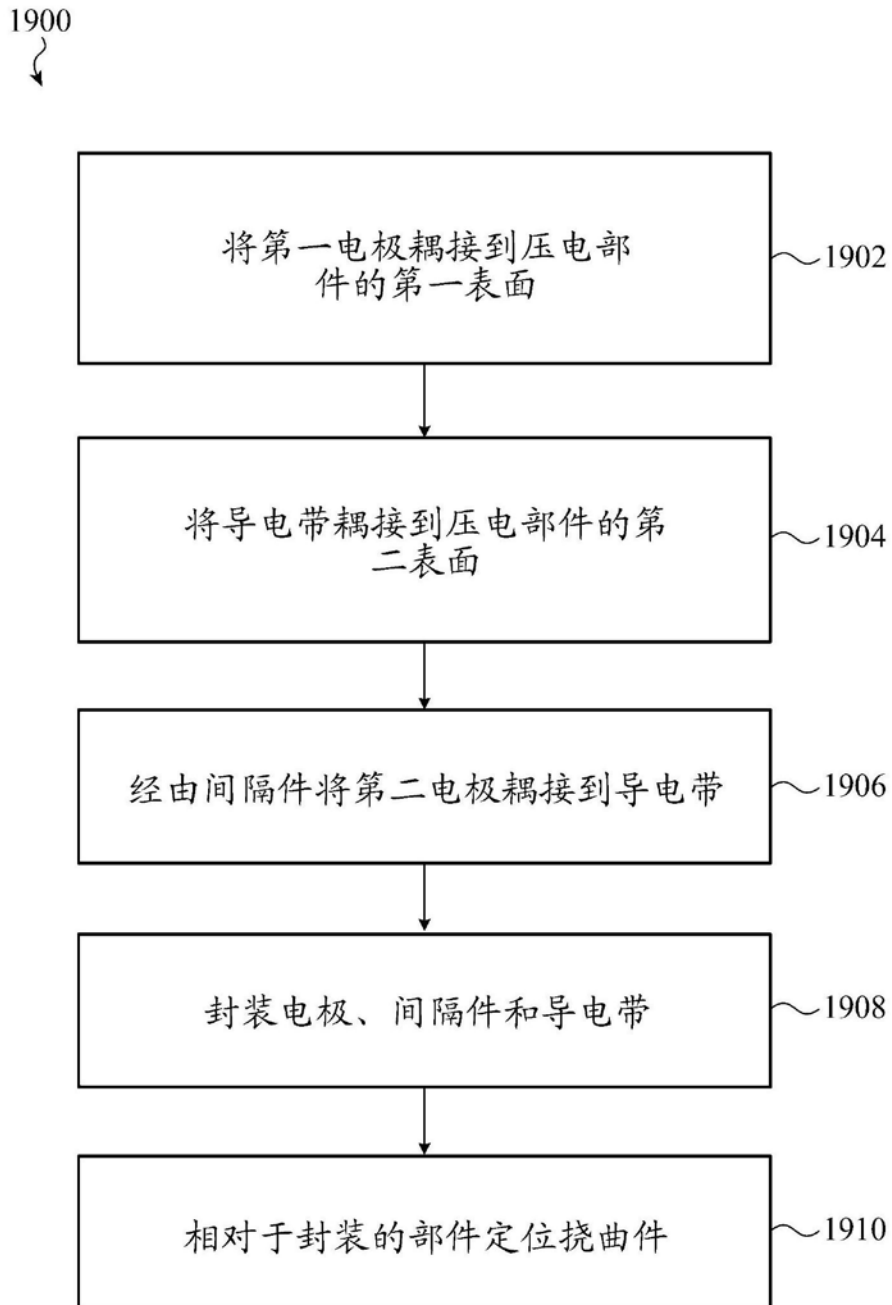 1900
将第一电极耦接到压电部
件的第一表面
1902
将导电带耦接到压电部件的第
二表面
1904
经由间隔件将第二电极耦接到导电带
1906
封装电极、间隔件和导电带
1908
相对于封装的部件定位挠曲件
1910